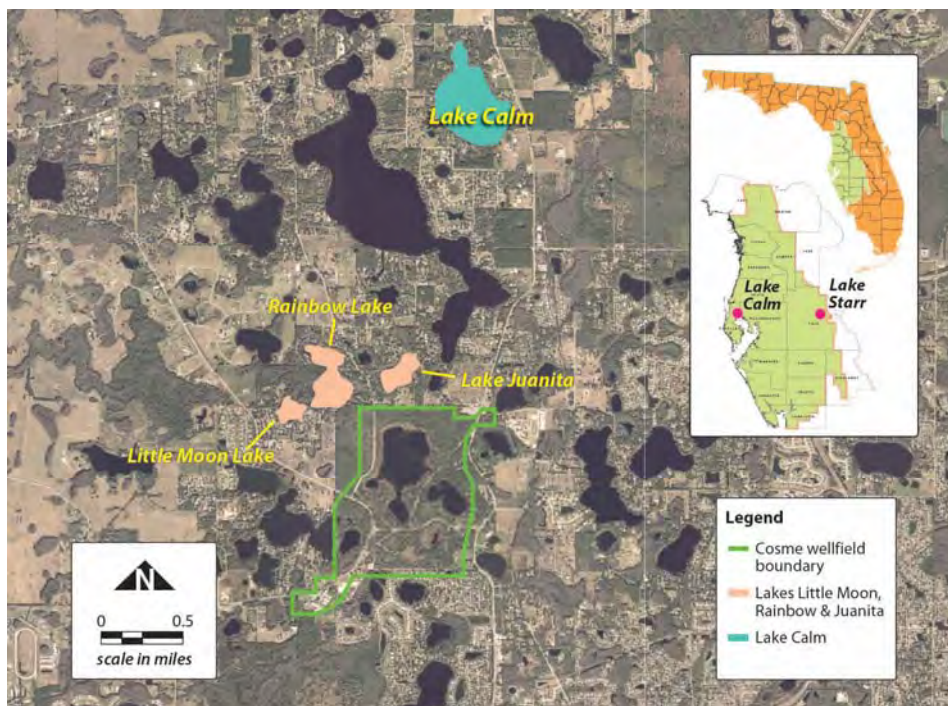 Lake Calm
Rainbow Lake
Lake Juanita
Little Moon Lake
Lake
Calm
Lake
Starr
N
0 0.5
scale in miles
Legend
Cosme wellfield
boundary
Lakes Little Moon,
Rainbow & Juanita
Lake Calm